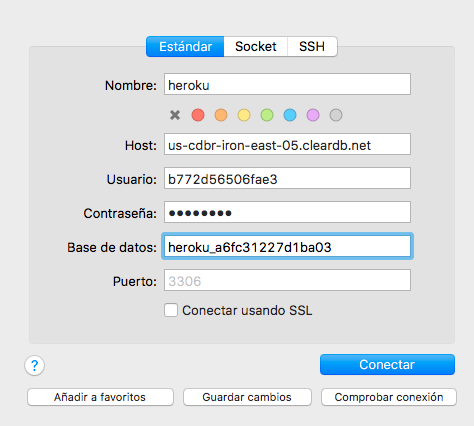 Estándar Socket SSH
Nombre: heroku
Host: us-cdbr-iron-east-05.cleardb.net
Usuario: b772d56506fae3
Contraseña: ●●●●●●●●
Base de datos: heroku_a6fc31227d1ba03
Puerto: 3306
Conectar usando SSL
? Conectar
Añadir a favoritos Guardar cambios Comprobar conexión